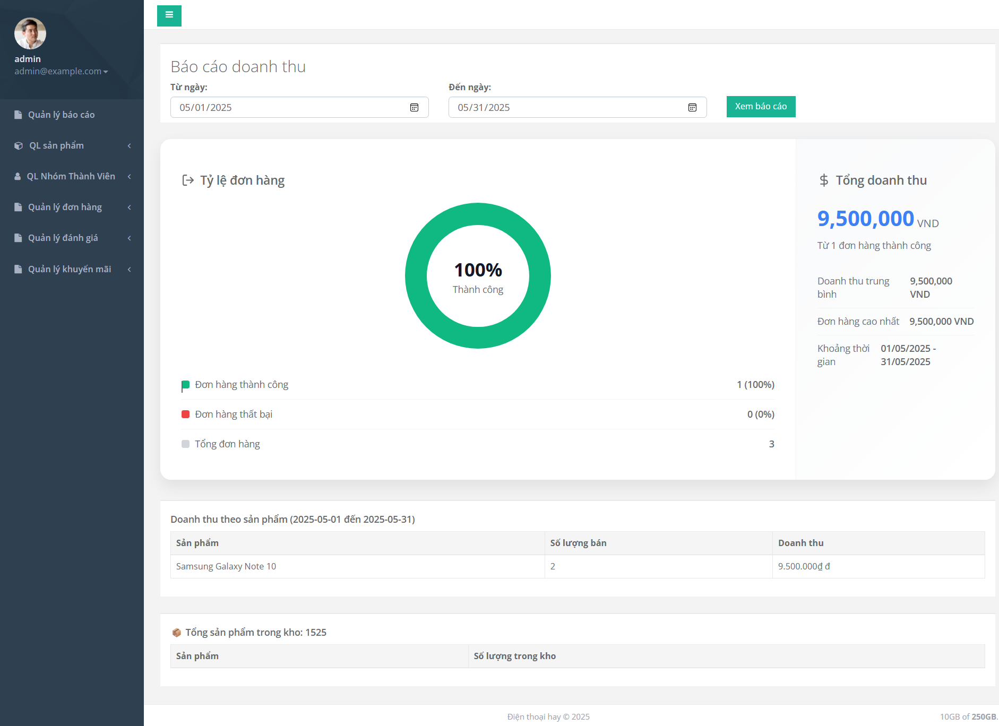 admin
admin@example.com
Quản lý báo cáo
QL sản phẩm
QL Nhóm Thành Viên
Quản lý đơn hàng
Quản lý đánh giá
Quản lý khuyến mãi
Báo cáo doanh thu
Từ ngày:
Đến ngày:
05/01/2025
05/31/2025
Xem báo cáo
Tỷ lệ đơn hàng
100%
Thành công
Đơn hàng thành công 1 (100%)
Đơn hàng thất bại 0 (0%)
Tổng đơn hàng 3
Tổng doanh thu
9,500,000 VND
Từ 1 đơn hàng thành công
Doanh thu trung bình 9,500,000 VND
Đơn hàng cao nhất 9,500,000 VND
Khoảng thời gian 01/05/2025 - 31/05/2025
Doanh thu theo sản phẩm (2025-05-01 đến 2025-05-31)
Sản phẩm Số lượng bán Doanh thu
Samsung Galaxy Note 10 2 9.500.000₫ đ
Tổng sản phẩm trong kho: 1525
Sản phẩm Số lượng trong kho
Điện thoại hay © 2025
10GB of 250GB.